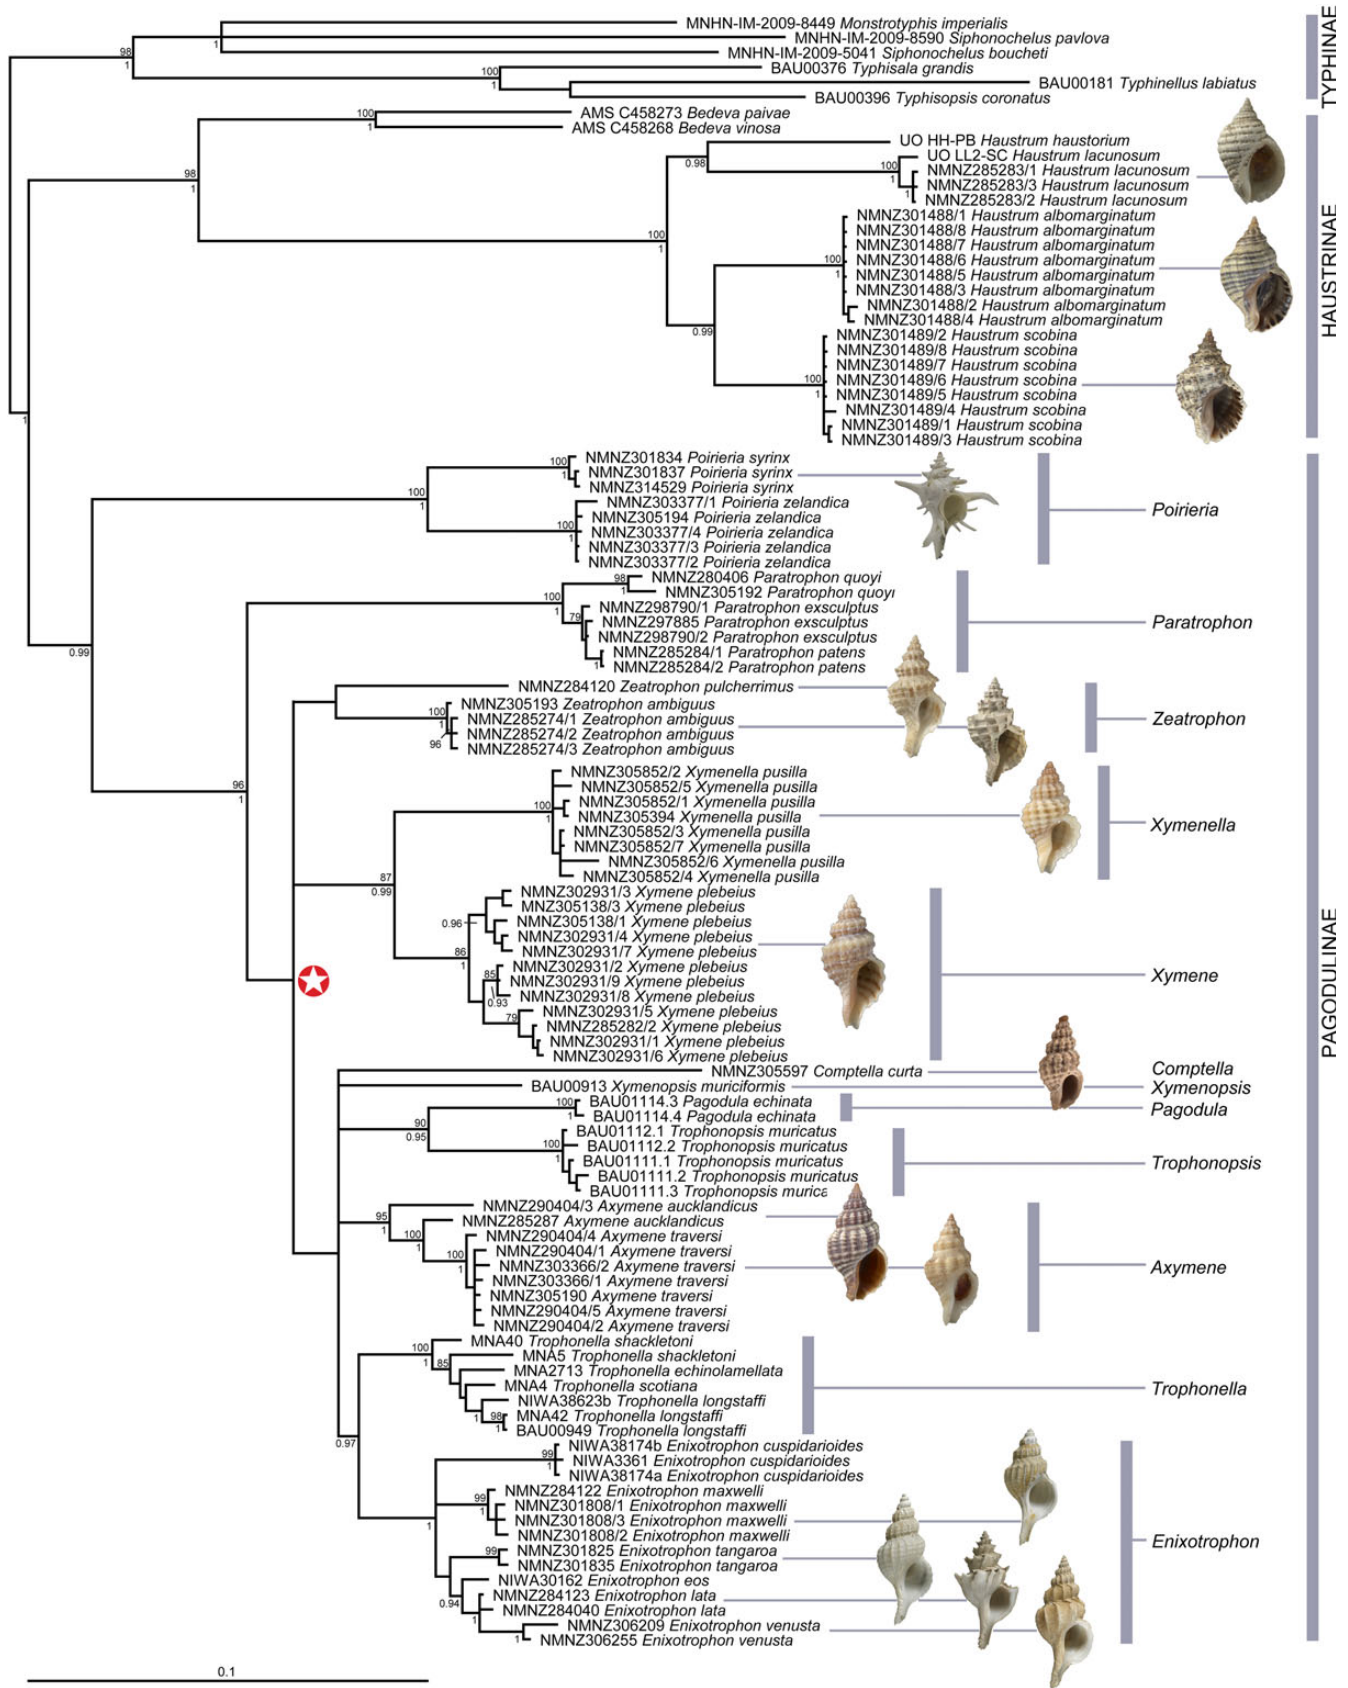 MNHN-IM-2009-8449 Monstrotyphis imperialis
MNHN-IM-2009-8590 Siphonochelus pavlova
MNHN-IM-2009-5041 Siphonochelus boucheti
BAU00376 Typhisala grandis
BAU00181 Typhinellus labiatus
BAU00396 Typhisopsis coronatus
TYPHINAE
98
1
1
100
1
AMS C458273 Bedeva paivae
AMS C458268 Bedeva vinosa
UO HH-PB Haustrum haustorium
UO LL2-SC Haustrum lacunosum
NMNZ285283/1 Haustrum lacunosum
NMNZ285283/3 Haustrum lacunosum
NMNZ285283/2 Haustrum lacunosum
NMNZ301488/1 Haustrum albomarginatum
NMNZ301488/8 Haustrum albomarginatum
NMNZ301488/7 Haustrum albomarginatum
NMNZ301488/6 Haustrum albomarginatum
NMNZ301488/5 Haustrum albomarginatum
NMNZ301488/3 Haustrum albomarginatum
NMNZ301488/2 Haustrum albomarginatum
NMNZ301488/4 Haustrum albomarginatum
NMNZ301489/2 Haustrum scobina
NMNZ301489/8 Haustrum scobina
NMNZ301489/7 Haustrum scobina
NMNZ301489/6 Haustrum scobina
NMNZ301489/5 Haustrum scobina
NMNZ301489/4 Haustrum scobina
NMNZ301489/1 Haustrum scobina
NMNZ301489/3 Haustrum scobina
HAUSTRINAE
100
1
98
1
0.98
100
1
1
100
1
100
1
0.99
100
1
1
NMNZ301834 Poirieria syrinx
NMNZ301837 Poirieria syrinx
NMNZ314529 Poirieria syrinx
NMNZ303377/1 Poirieria zelandica
NMNZ305194 Poirieria zelandica
NMNZ303377/4 Poirieria zelandica
NMNZ303377/3 Poirieria zelandica
NMNZ303377/2 Poirieria zelandica
Poirieria
100
1
100
1
100
1
NMNZ280406 Paratrophon quoyi
NMNZ305192 Paratrophon quoyi
NMNZ298790/1 Paratrophon exsculptus
NMNZ297885 Paratrophon exsculptus
NMNZ298790/2 Paratrophon exsculptus
NMNZ285284/1 Paratrophon patens
NMNZ285284/2 Paratrophon patens
Paratrophon
98
1
100
1
79
1
0.99
NMNZ284120 Zeatrophon pulcherrimus
NMNZ305193 Zeatrophon ambiguus
NMNZ285274/1 Zeatrophon ambiguus
NMNZ285274/2 Zeatrophon ambiguus
NMNZ285274/3 Zeatrophon ambiguus
Zeatrophon
100
1
96
96
1
NMNZ305852/2 Xymenella pusilla
NMNZ305852/5 Xymenella pusilla
NMNZ305852/1 Xymenella pusilla
NMNZ305394 Xymenella pusilla
NMNZ305852/3 Xymenella pusilla
NMNZ305852/7 Xymenella pusilla
NMNZ305852/6 Xymenella pusilla
NMNZ305852/4 Xymenella pusilla
Xymenella
100
1
87
0.99
NMNZ302931/3 Xymene plebeius
MNZ305138/3 Xymene plebeius
NMNZ305138/1 Xymene plebeius
NMNZ302931/4 Xymene plebeius
NMNZ302931/7 Xymene plebeius
NMNZ302931/2 Xymene plebeius
NMNZ302931/9 Xymene plebeius
NMNZ302931/8 Xymene plebeius
NMNZ302931/5 Xymene plebeius
NMNZ285282/2 Xymene plebeius
NMNZ302931/1 Xymene plebeius
NMNZ302931/6 Xymene plebeius
Xymene
0.96
86
1
85
0.93
79
PAGODULINAE
NMNZ305597 Comptella curta
Comptella
BAU00913 Xymenopsis muriciformis
Xymenopsis
BAU01114.3 Pagodula echinata
BAU01114.4 Pagodula echinata
Pagodula
100
1
90
0.95
BAU01112.1 Trophonopsis muricatus
BAU01112.2 Trophonopsis muricatus
BAU01111.1 Trophonopsis muricatus
BAU01111.2 Trophonopsis muricatus
BAU01111.3 Trophonopsis murica
Trophonopsis
100
1
NMNZ290404/3 Axymene aucklandicus
NMNZ285287 Axymene aucklandicus
NMNZ290404/4 Axymene traversi
NMNZ290404/1 Axymene traversi
NMNZ303366/2 Axymene traversi
NMNZ303366/1 Axymene traversi
NMNZ305190 Axymene traversi
NMNZ290404/5 Axymene traversi
NMNZ290404/2 Axymene traversi
Axymene
95
1
100
1
100
1
MNA40 Trophonella shackletoni
MNA5 Trophonella shackletoni
MNA2713 Trophonella echinolamellata
MNA4 Trophonella scotiana
NIWA38623b Trophonella longstaffi
MNA42 Trophonella longstaffi
BAU00949 Trophonella longstaffi
Trophonella
100
1
85
1
98
1
0.97
NIWA38174b Enixotrophon cuspidarioides
NIWA3361 Enixotrophon cuspidarioides
NIWA38174a Enixotrophon cuspidarioides
NMNZ284122 Enixotrophon maxwelli
NMNZ301808/1 Enixotrophon maxwelli
NMNZ301808/3 Enixotrophon maxwelli
NMNZ301808/2 Enixotrophon maxwelli
NMNZ301825 Enixotrophon tangaroa
NMNZ301835 Enixotrophon tangaroa
NIWA30162 Enixotrophon eos
NMNZ284123 Enixotrophon lata
NMNZ284040 Enixotrophon lata
NMNZ306209 Enixotrophon venusta
NMNZ306255 Enixotrophon venusta
Enixotrophon
99
1
99
1
1
99
1
0.94
1
1
0.1